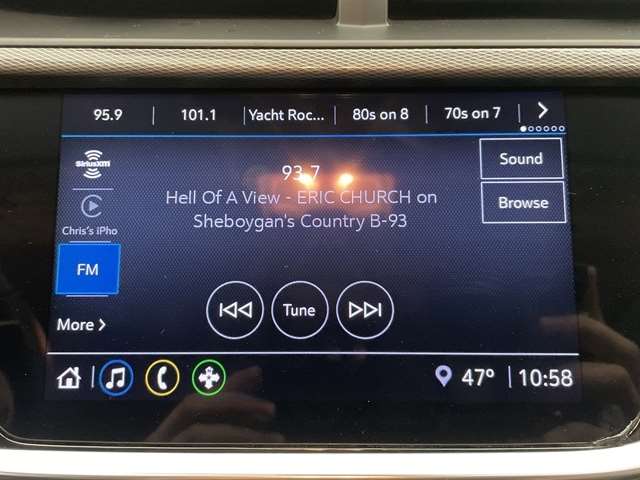 95.9
101.1
Yacht Roc...
80s on 8
70s on 7
SiriusXM
Sound
93.7
Hell Of A View - ERIC CHURCH on
Sheboygan's Country B-93
Chris's iPho
Browse
FM
Tune
More
47°
10:58